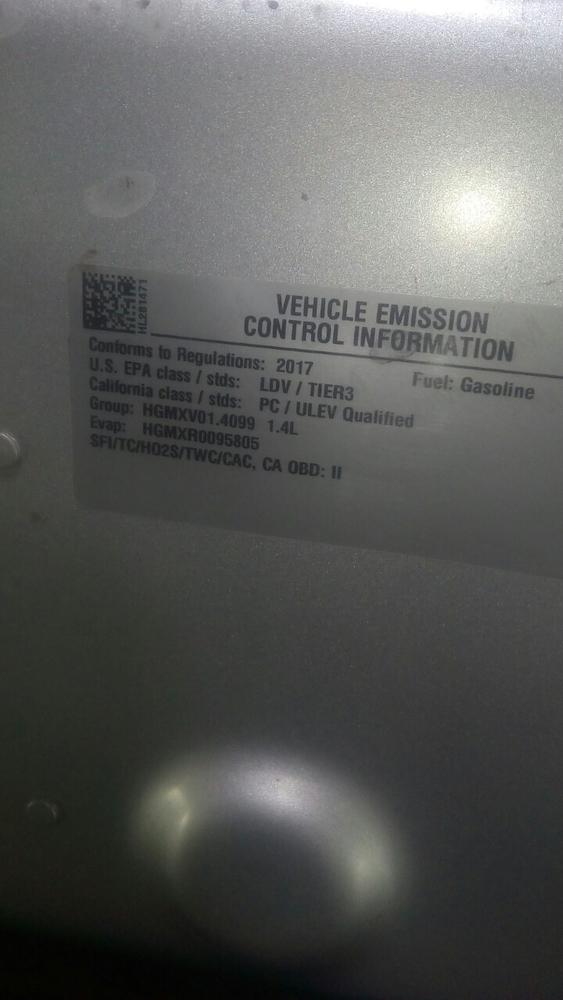 HL281471
VEHICLE EMISSION
CONTROL INFORMATION
Conforms to Regulations: 2017
Fuel: Gasoline
U.S. EPA class / stds: LDV / TIER3
California class / stds: PC / ULEV Qualified
Group: HGMXV01.4099 1.4L
Evap: HGMXR0095805
SFI/TC/HO2S/TWC/CAC, CA OBD: II